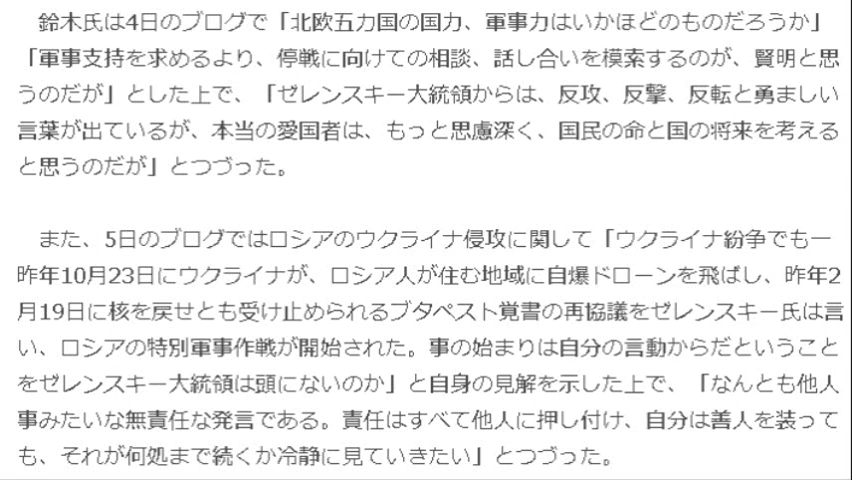 鈴木氏は4日のブログで「北欧五カ国の国力、軍事力はいかほどのものだろうか」
「軍事支持を求めるより、停戦に向けての相談、話し合いを模索するのが、賢明と思
うのだが」とした上で、「ゼレンスキー大統領からは、反攻、反撃、反転と勇ましい
言葉が出ているが、本当の愛国者は、もっと思慮深く、国民の命と国の将来を考える
と思うのだが」とつづった。
また、5日のブログではロシアのウクライナ侵攻に関して「ウクライナ紛争でも一
昨年10月23日にウクライナが、ロシア人が住む地域に自爆ドローンを飛ばし、昨年2
月19日に核を戻せとも受け止められるブタペスト覚書の再協議をゼレンスキー氏は言
い、ロシアの特別軍事作戦が開始された。事の始まりは自分の言動からだということ
をゼレンスキー大統領は頭にないのか」と自身の見解を示した上で、「なんとも他人
事みたいな無責任な発言である。責任はすべて他人に押し付け、自分は善人を装って
も、それが何処まで続くか冷静に見ていきたい」とつづった。